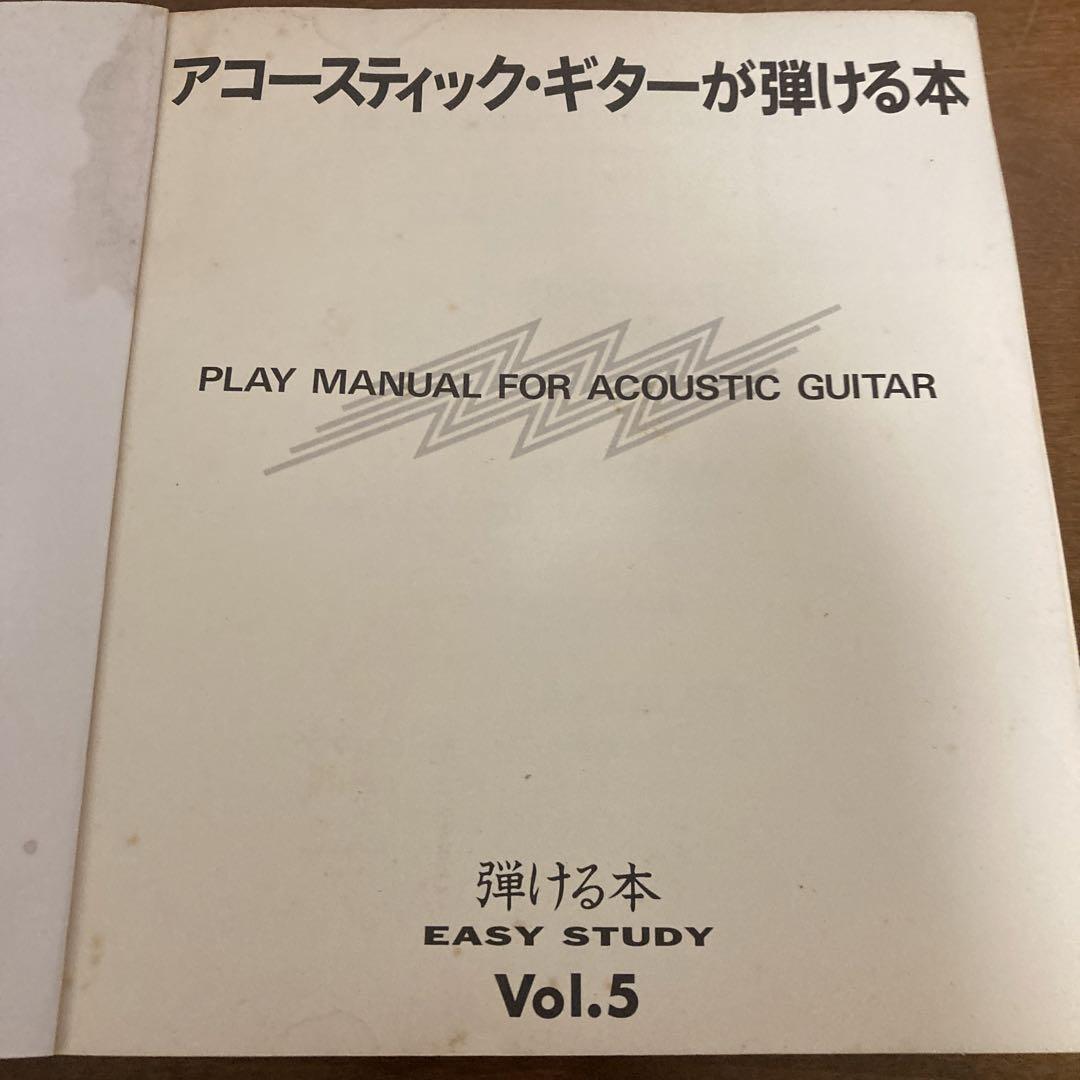 アコースティック・ギターが弾ける本
PLAY MANUAL FOR ACOUSTIC GUITAR
弾ける本
EASY STUDY
Vol.5